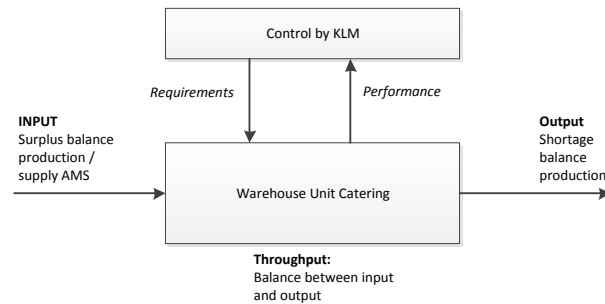 Control by KLM
Requirements
Performance
INPUT
Surplus balance
production /
supply AMS
Output
Shortage
balance
production
Warehouse Unit Catering
Throughput:
Balance between input
and output